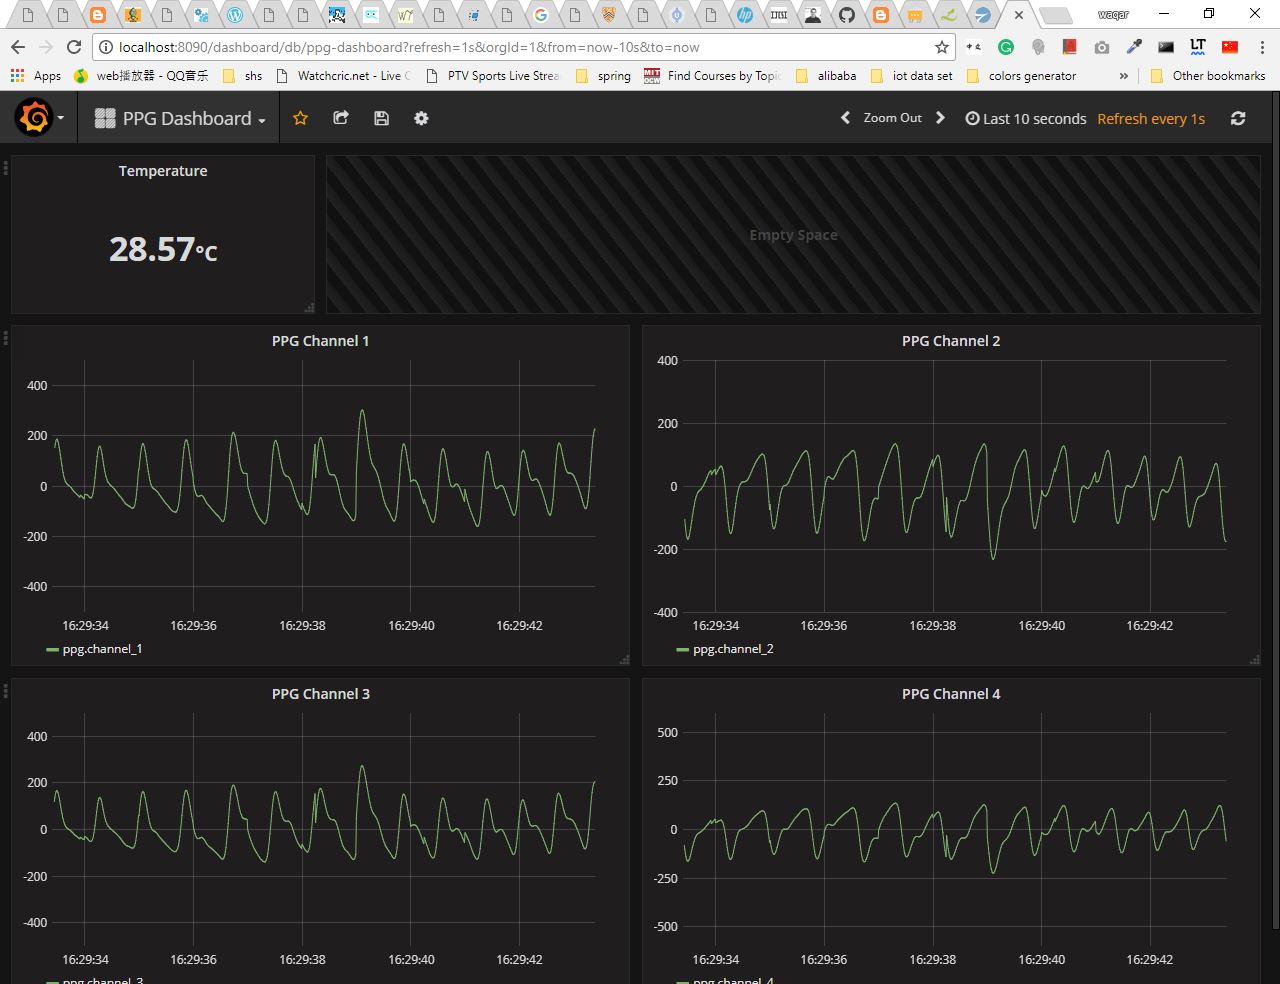 waqar
localhost:8090/dashboard/db/ppg-dashboard?refresh=1s&orgId=1&from=now-10s&to=now
Apps web播放器 - QQ音乐 shs Watchcric.net - Live C PTV Sports Live Strea spring MIT OCW Find Courses by Topic alibaba iot data set colors generator » Other bookmarks
PPG Dashboard Zoom Out Last 10 seconds Refresh every 1s
Temperature
28.57°C
Empty Space
PPG Channel 1
400
200
0
-200
-400
16:29:34 16:29:36 16:29:38 16:29:40 16:29:42
ppg.channel_1
PPG Channel 2
400
200
0
-200
-400
16:29:34 16:29:36 16:29:38 16:29:40 16:29:42
ppg.channel_2
PPG Channel 3
400
200
0
-200
-400
16:29:34 16:29:36 16:29:38 16:29:40 16:29:42
ppg.channel_3
PPG Channel 4
500
250
0
-250
-500
16:29:34 16:29:36 16:29:38 16:29:40 16:29:42
ppg.channel_4